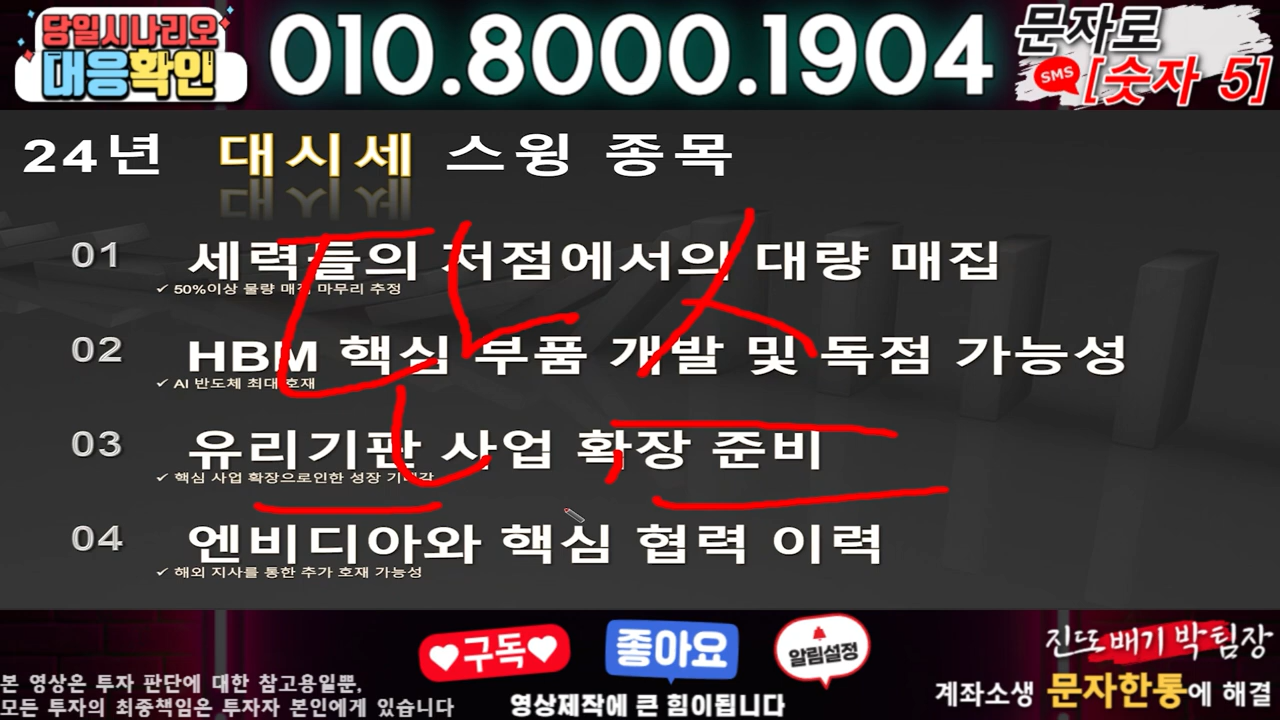 당일시나리오
대응확인
010.8000.1904
문자로
SMS [숫자 5]
24년 대시세 스윙 종목
01 세력들의 저점에서의 대량 매집
✓ 50%이상 물량 매집 마무리 추정
02 HBM 핵심 부품 개발 및 독점 가능성
✓ AI 반도체 최대 호재
03 유리기판 사업 확장 준비
✓ 핵심 사업 확장으로인한 성장 기대감
04 엔비디아와 핵심 협력 이력
✓ 해외 지사를 통한 추가 호재 가능성
구독
좋아요
알림설정
영상제작에 큰 힘이됩니다
본 영상은 투자 판단에 대한 참고용일뿐,
모든 투자의 최종책임은 투자자 본인에게 있습니다
진또배기 박팀장
계좌소생 문자한통에 해결